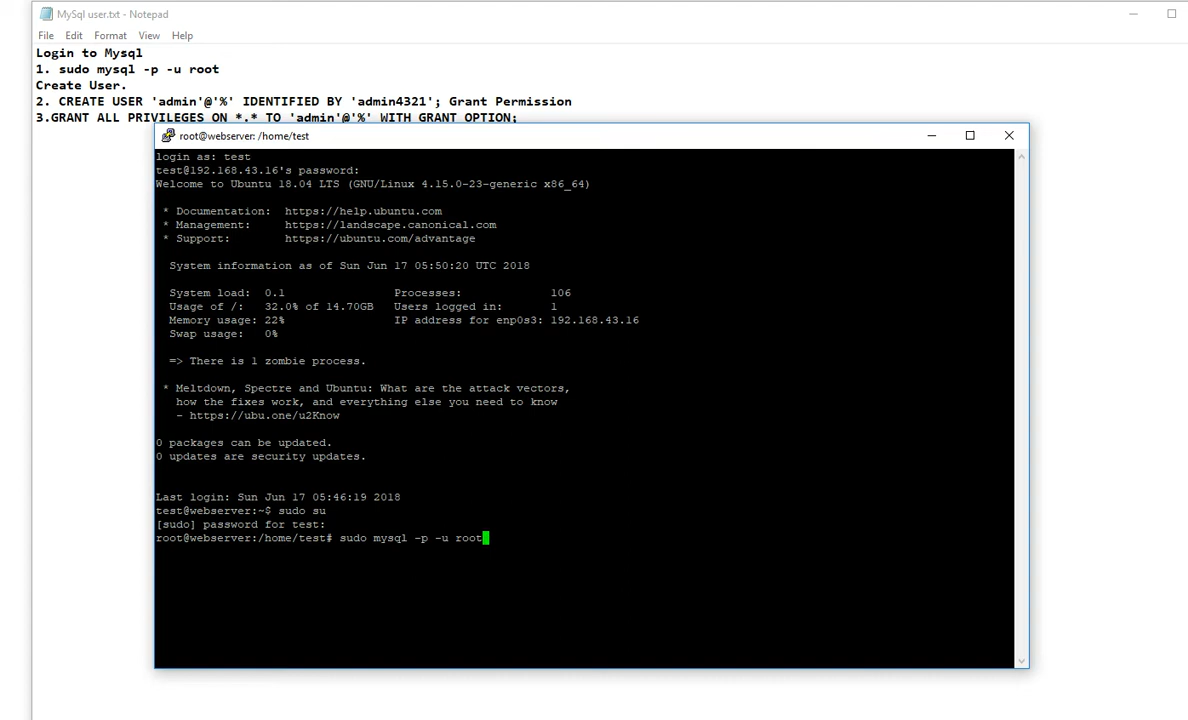 MySql user.txt - Notepad
File Edit Format View Help
Login to Mysql
1. sudo mysql -p -u root
Create User.
2. CREATE USER 'admin'@'%' IDENTIFIED BY 'admin4321'; Grant Permission
3.GRANT ALL PRIVILEGES ON *.* TO 'admin'@'%' WITH GRANT OPTION;
root@webserver: /home/test
login as: test
test@192.168.43.16's password:
Welcome to Ubuntu 18.04 LTS (GNU/Linux 4.15.0-23-generic x86_64)
* Documentation: https://help.ubuntu.com
* Management: https://landscape.canonical.com
* Support: https://ubuntu.com/advantage
System information as of Sun Jun 17 05:50:20 UTC 2018
System load: 0.1 Processes: 106
Usage of /: 32.0% of 14.70GB Users logged in: 1
Memory usage: 22% IP address for enp0s3: 192.168.43.16
Swap usage: 0%
=> There is 1 zombie process.
* Meltdown, Spectre and Ubuntu: What are the attack vectors,
how the fixes work, and everything else you need to know
- https://ubu.one/u2Know
0 packages can be updated.
0 updates are security updates.
Last login: Sun Jun 17 05:46:19 2018
test@webserver:~$ sudo su
[sudo] password for test:
root@webserver:/home/test# sudo mysql -p -u root